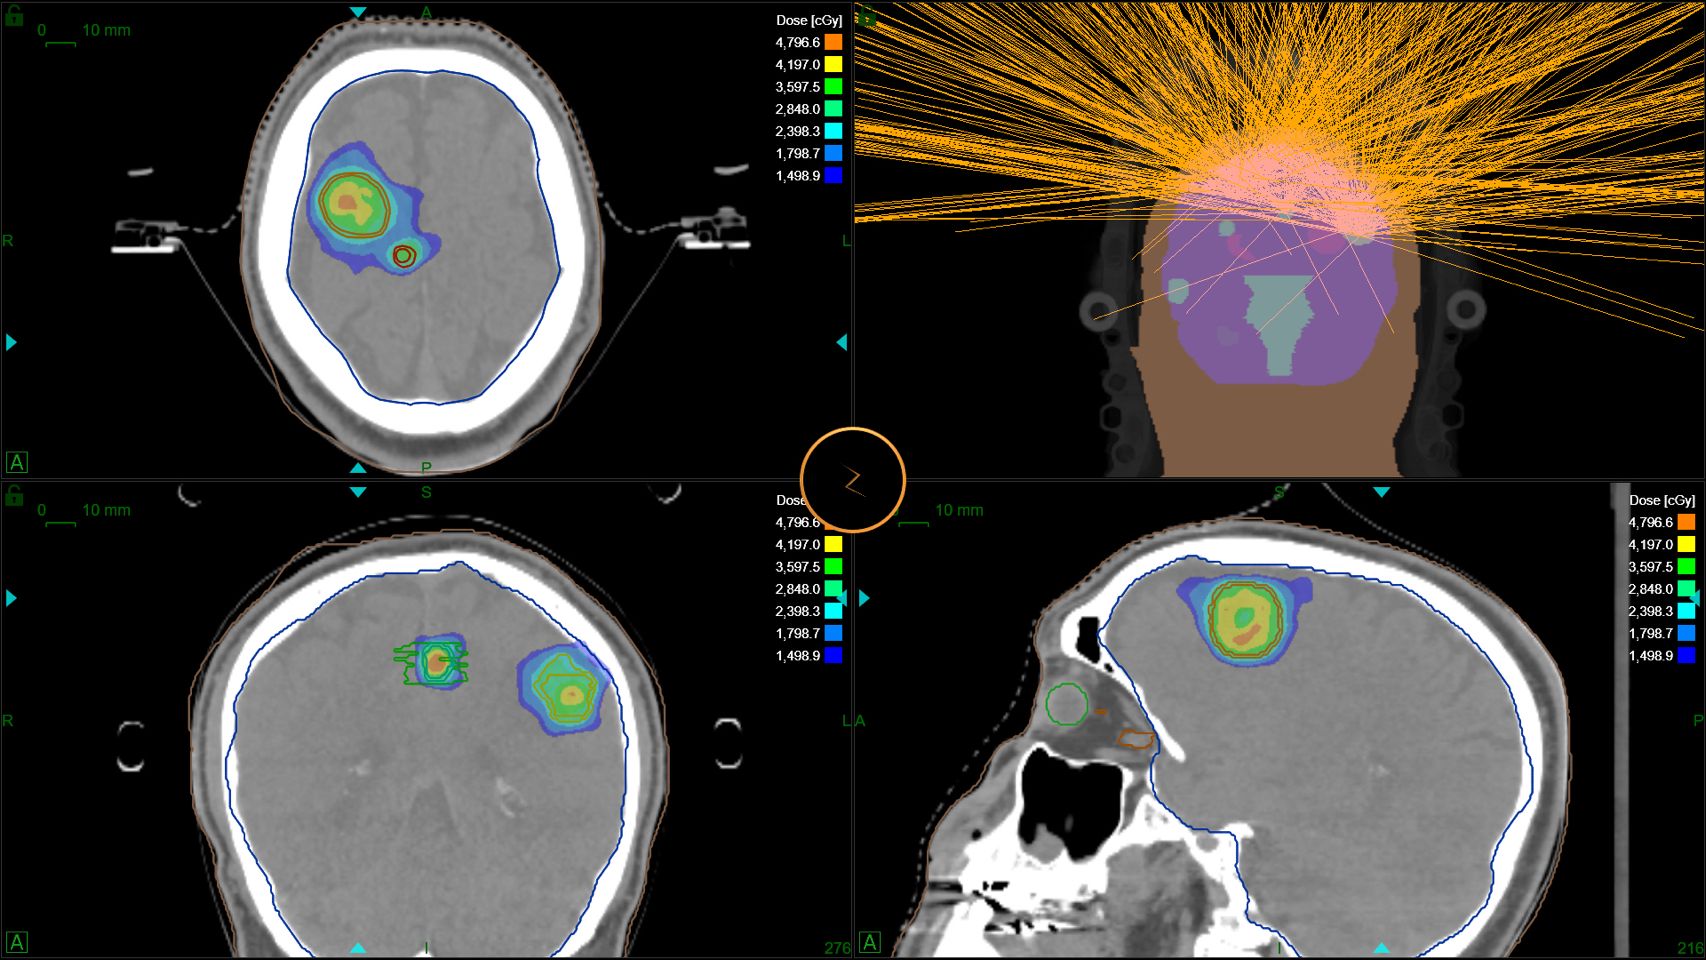 A
0 10 mm
Dose [cGy]
4,796.6
4,197.0
3,597.5
2,848.0
2,398.3
1,798.7
1,498.9
R
L
P
A
S
0 10 mm
Dose
4,796.6
4,197.0
3,597.5
2,848.0
2,398.3
1,798.7
1,498.9
R
L
A
I
276
S
10 mm
Dose [cGy]
4,796.6
4,197.0
3,597.5
2,848.0
2,398.3
1,798.7
1,498.9
A
P
A
I
216